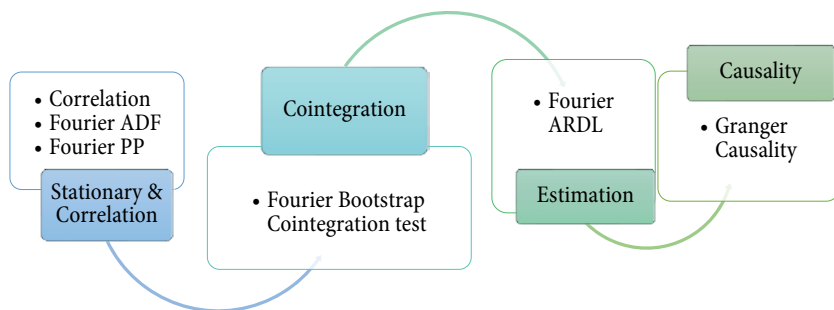 • Correlation
• Fourier ADF
• Fourier PP
Stationary &
Correlation
Cointegration
• Fourier Bootstrap
Cointegration test
• Fourier
ARDL
Estimation
Causality
• Granger
Causality